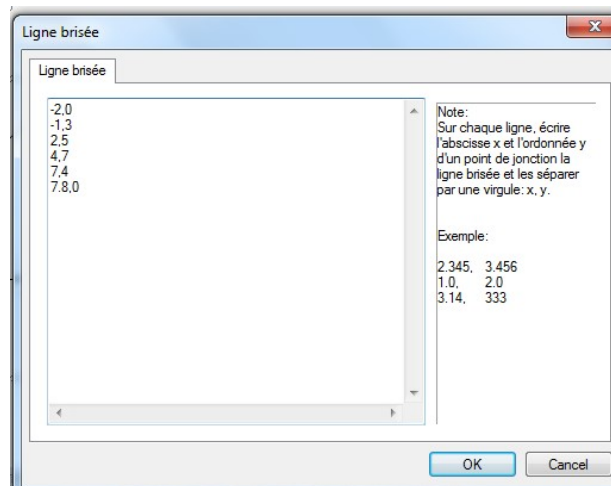 Ligne brisée
Ligne brisée
-2,0
-1,3
2,5
4,7
7,4
7.8,0
Note:
Sur chaque ligne, écrire
l'abscisse x et l'ordonnée y
d'un point de jonction la
ligne brisée et les séparer
par une virgule: x, y.
Exemple:
2.345, 3.456
1.0, 2.0
3.14, 333
OK
Cancel